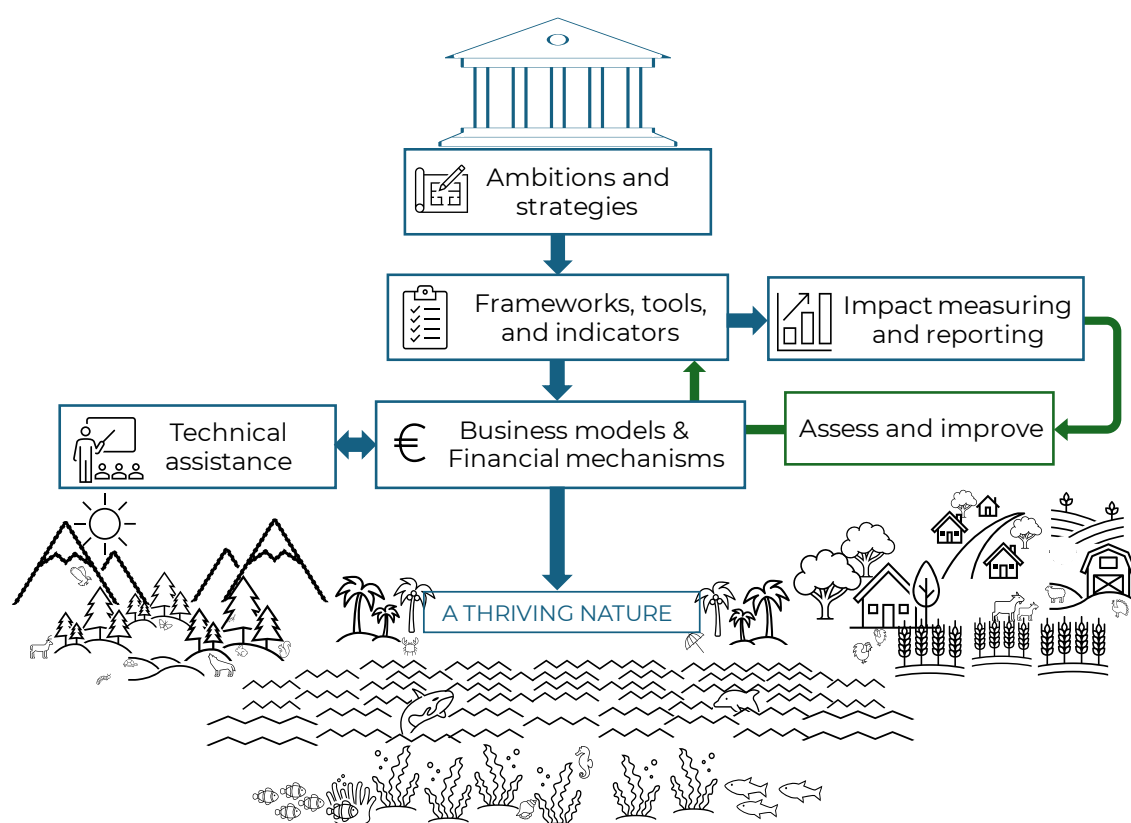 Ambitions and
strategies
Frameworks, tools,
and indicators
Impact measuring
and reporting
Technical
assistance
€
Business models &
Financial mechanisms
Assess and improve
A THRIVING NATURE